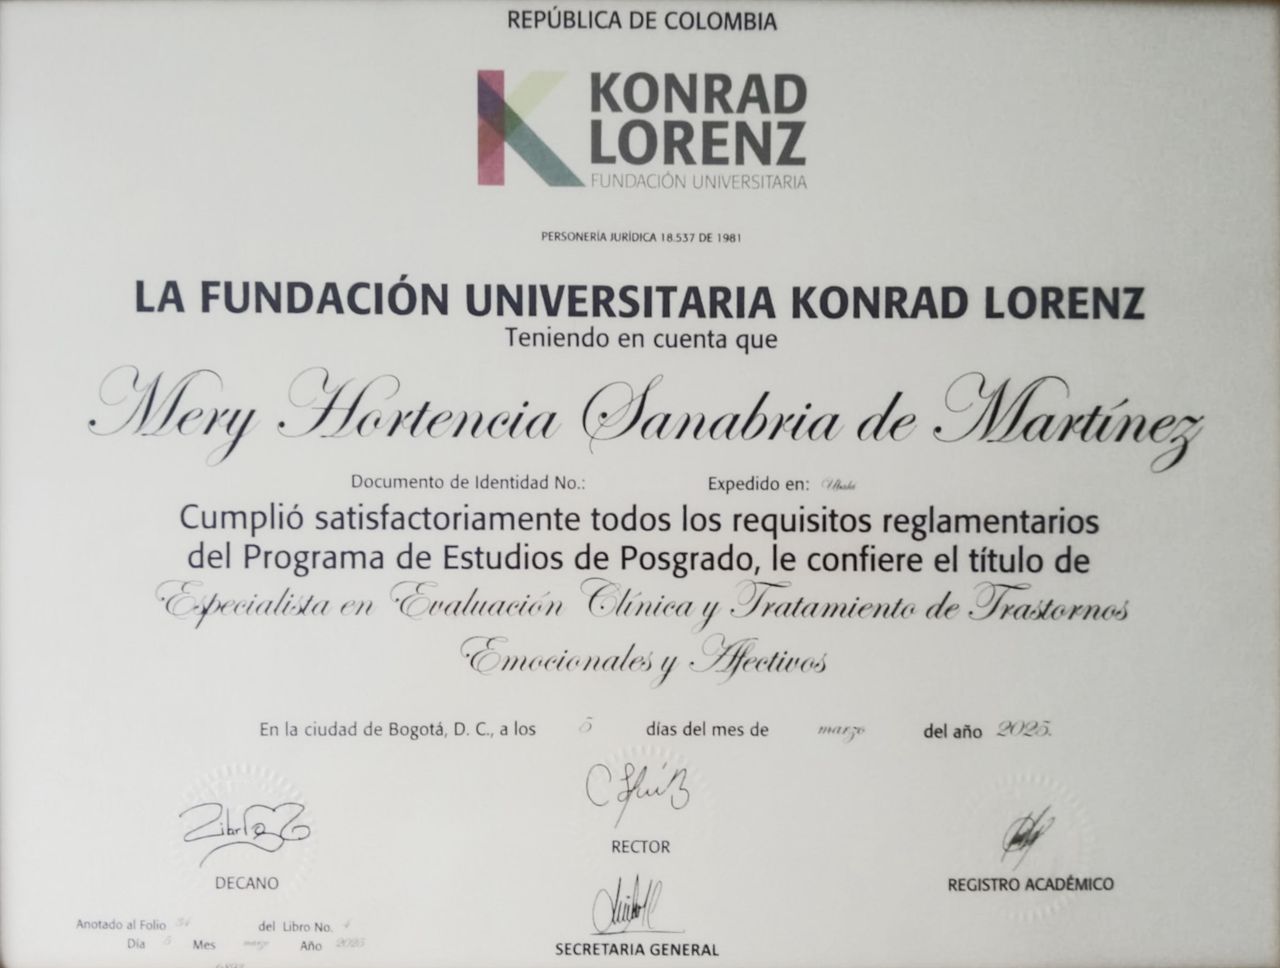 REPÚBLICA DE COLOMBIA
KONRAD
LORENZ
FUNDACIÓN UNIVERSITARIA
PERSONERÍA JURÍDICA 18.537 DE 1981
LA FUNDACIÓN UNIVERSITARIA KONRAD LORENZ
Teniendo en cuenta que
Mery Hortencia Sanabria de Martínez
Documento de Identidad No.: Expedido en:
Cumplió satisfactoriamente todos los requisitos reglamentarios
del Programa de Estudios de Posgrado, le confiere el título de
Especialista en Evaluación Clínica y Tratamiento de Trastornos
Emocionales y Afectivos
En la ciudad de Bogotá, D. C., a los 5 días del mes de marzo del año 2025.
RECTOR
DECANO
REGISTRO ACADÉMICO
Anotado al Folio del Libro No. 4
Día 5 Mes marzo Año 2025
SECRETARIA GENERAL